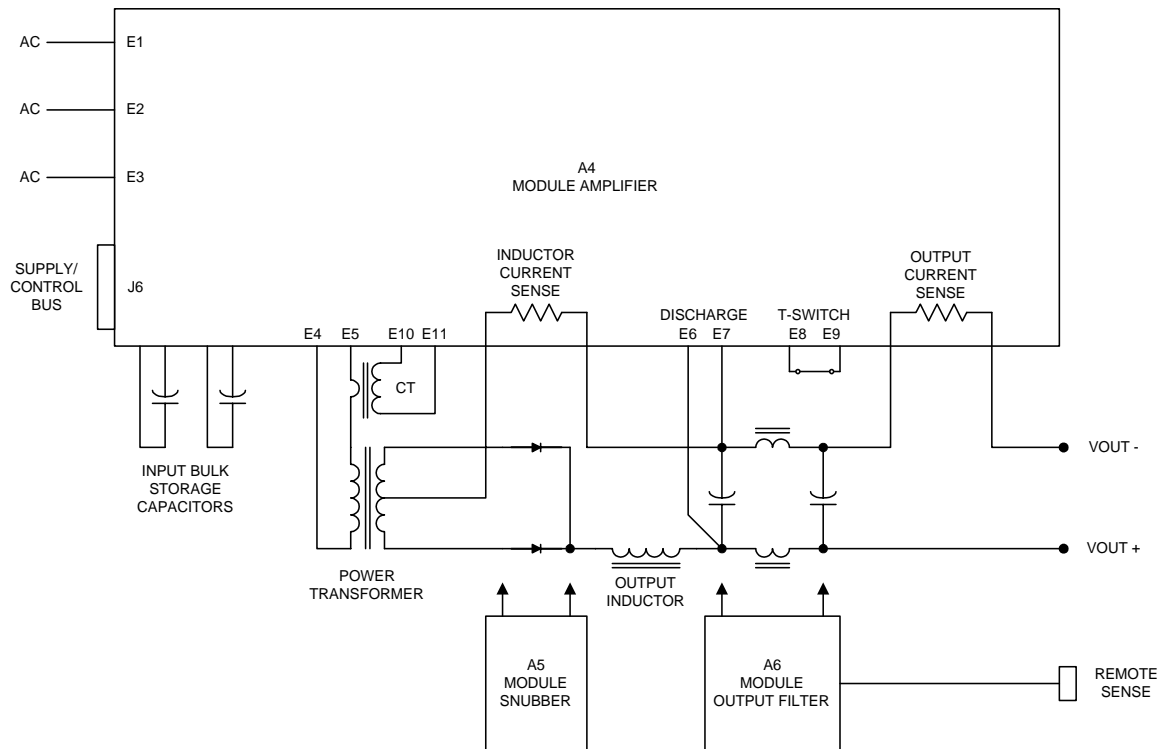 AC
E1
AC
E2
AC
E3
A4
MODULE AMPLIFIER
SUPPLY/
CONTROL
BUS
J6
INDUCTOR
CURRENT
SENSE
OUTPUT
CURRENT
SENSE
DISCHARGE
T-SWITCH
E4
E5
E10
E11
E6
E7
E8
E9
CT
INPUT BULK
STORAGE
CAPACITORS
VOUT -
VOUT +
POWER
TRANSFORMER
OUTPUT
INDUCTOR
A5
MODULE
SNUBBER
A6
MODULE
OUTPUT FILTER
REMOTE
SENSE